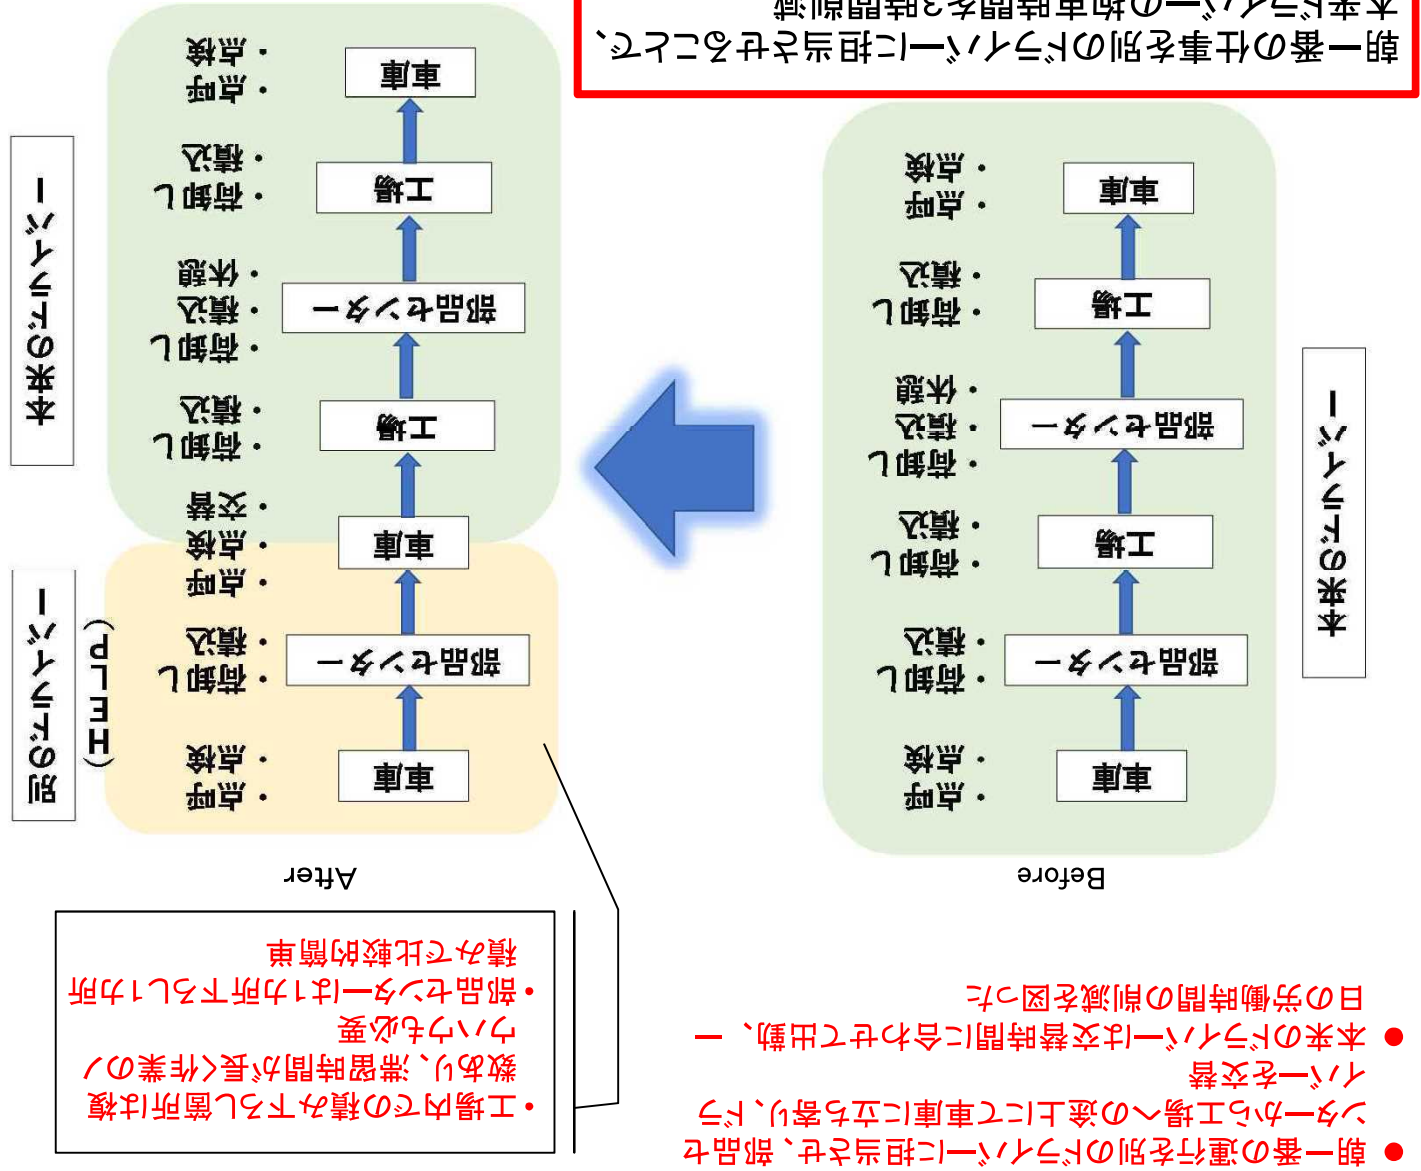 ● 朝一番の運行を別のドライバーに担当させ、部品セ
ンターから工場への途上にて車庫に立ち寄り、ドラ
イバーを交替
● 本来のドライバーは交替時間に合わせて出勤、一
日の労働時間の削減を図った
・工場内での積み下ろし箇所は複
数あり、滞留時間が長く作業のノ
ウハウも必要
・部品センターは1カ所下ろし1カ所
積みで比較的簡単
Before
本来のドライバー
車庫
・点呼
・点検
部品センター
・荷卸し
・積込
工場
・荷卸し
・積込
部品センター
・荷卸し
・積込
・休憩
工場
・荷卸し
・積込
車庫
・点呼
・点検
After
車庫
・点呼
・点検
部品センター
・荷卸し
・積込
車庫
・点呼
・点検
・交替
工場
・荷卸し
・積込
部品センター
・荷卸し
・積込
・休憩
工場
・荷卸し
・積込
車庫
・点呼
・点検
(HELP)
別のドライバー
本来のドライバー
朝一番の仕事を別のドライバーに担当させることで、
本来ドライバーの拘束時間を3時間削減